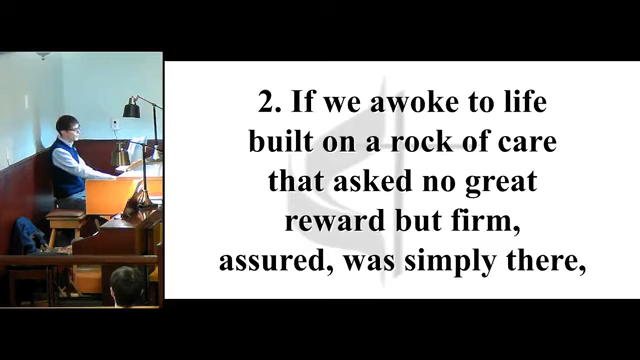 2. If we awoke to life
built on a rock of care
that asked no great
reward but firm,
assured, was simply there,